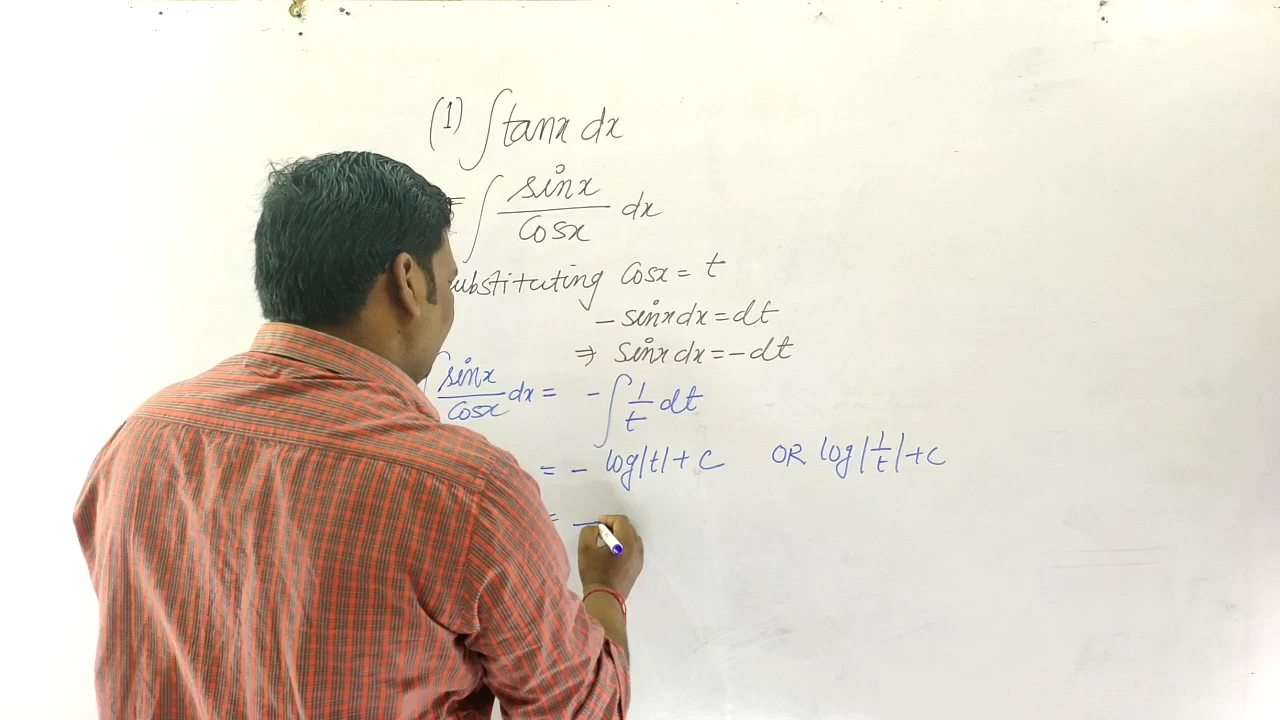 (1) ∫tanx dx
= ∫ sinx/cosx dx
substituting cosx = t
- sinx dx = dt
⇒ sinx dx = -dt
∫ sinx/cosx dx = -∫ 1/t dt
= - log|t| + c OR log|1/t| + c
= -